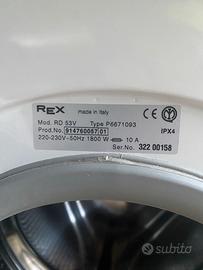 REX
made in Italy
Mod. RD 53V Type P6671093
Prod.No. 914760057 01
220-230V~50Hz 1800 W 10 A
IPX4
Ser.No. 322 00158
subito